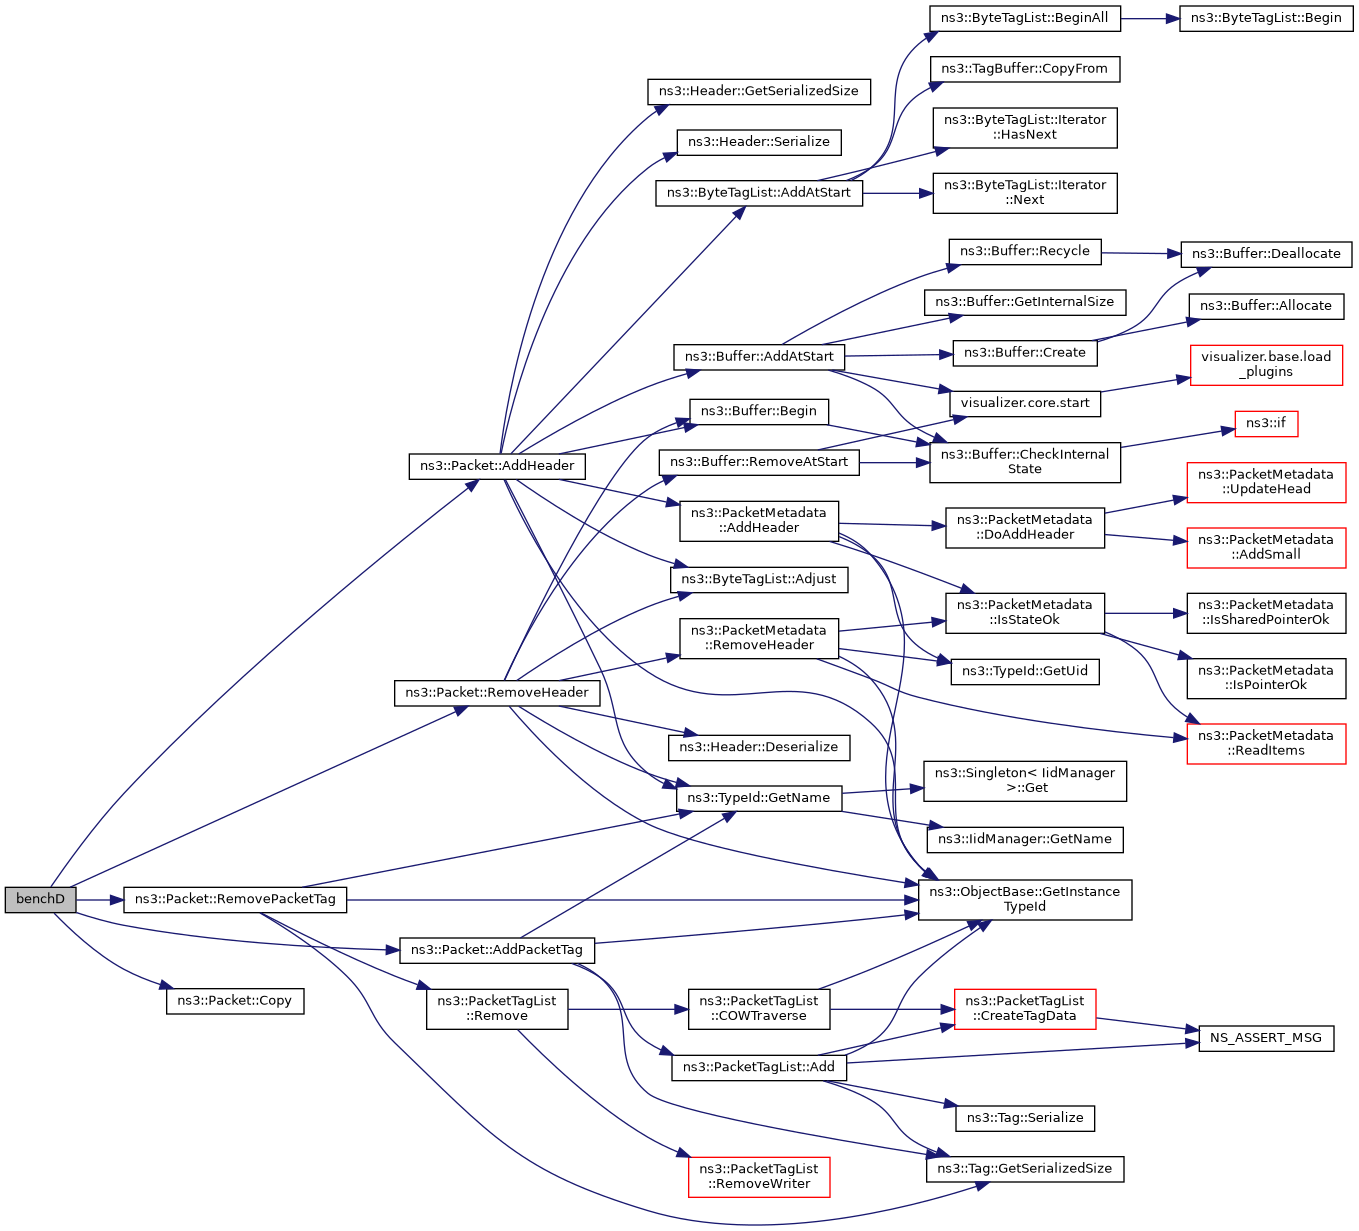 ns3::ByteTagList::BeginAll
ns3::ByteTagList::Begin
ns3::TagBuffer::CopyFrom
ns3::Header::GetSerializedSize
ns3::ByteTagList::Iterator
::HasNext
ns3::Header::Serialize
ns3::ByteTagList::AddAtStart
ns3::ByteTagList::Iterator
::Next
ns3::Buffer::Recycle
ns3::Buffer::Deallocate
ns3::Buffer::GetInternalSize
ns3::Buffer::Allocate
ns3::Buffer::AddAtStart
ns3::Buffer::Create
visualizer.base.load
_plugins
ns3::Buffer::Begin
visualizer.core.start
ns3::if
ns3::Packet::AddHeader
ns3::Buffer::RemoveAtStart
ns3::Buffer::CheckInternal
State
ns3::PacketMetadata
::UpdateHead
ns3::PacketMetadata
::AddHeader
ns3::PacketMetadata
::DoAddHeader
ns3::PacketMetadata
::AddSmall
ns3::ByteTagList::Adjust
ns3::PacketMetadata
::IsStateOk
ns3::PacketMetadata
::IsSharedPointerOk
ns3::PacketMetadata
::RemoveHeader
ns3::TypeId::GetUid
ns3::PacketMetadata
::IsPointerOk
ns3::Packet::RemoveHeader
ns3::Header::Deserialize
ns3::PacketMetadata
::ReadItems
ns3::TypeId::GetName
ns3::Singleton< IidManager
>::Get
ns3::IidManager::GetName
benchD
ns3::Packet::RemovePacketTag
ns3::ObjectBase::GetInstance
TypeId
ns3::Packet::AddPacketTag
ns3::Packet::Copy
ns3::PacketTagList
::Remove
ns3::PacketTagList
::COWTraverse
ns3::PacketTagList
::CreateTagData
NS_ASSERT_MSG
ns3::PacketTagList::Add
ns3::Tag::Serialize
ns3::PacketTagList
::RemoveWriter
ns3::Tag::GetSerializedSize